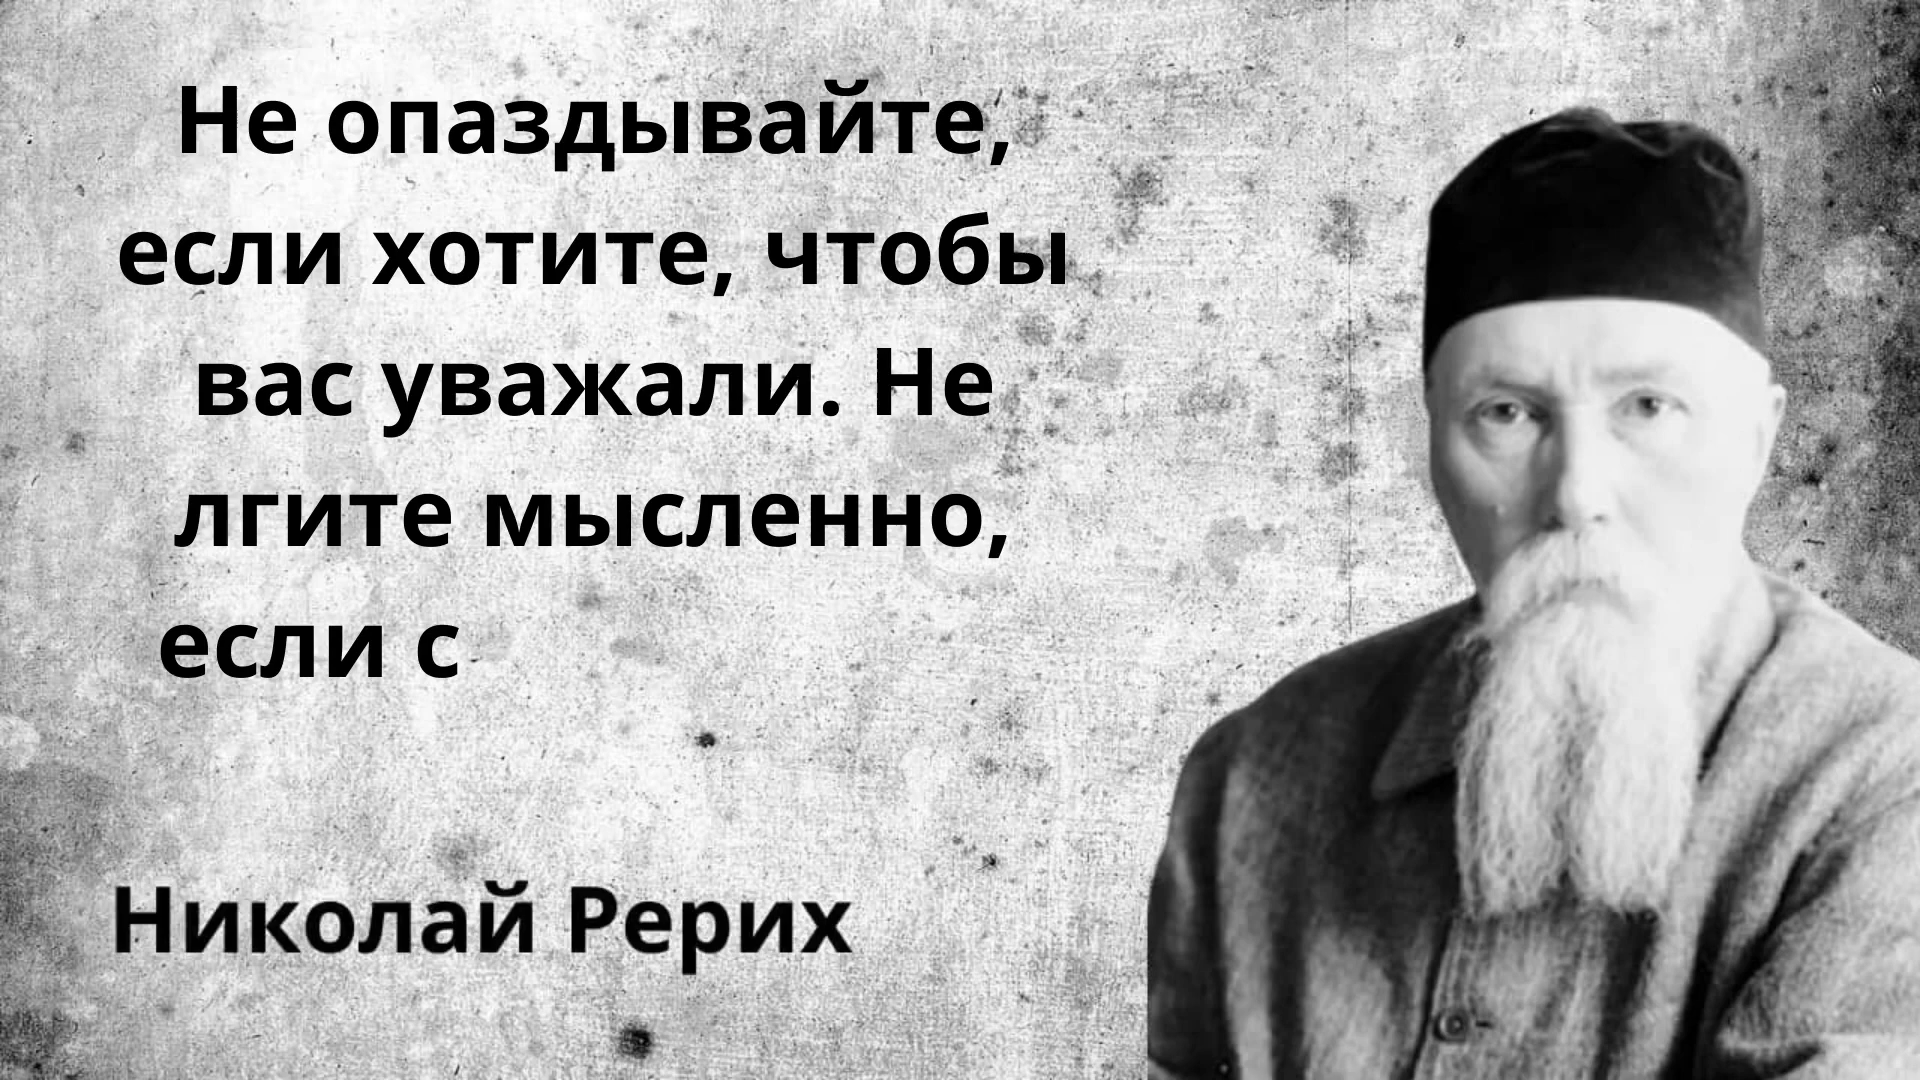 Не опаздывайте,
если хотите, чтобы
вас уважали. Не
лгите мысленно,
если с
Николай Рерих